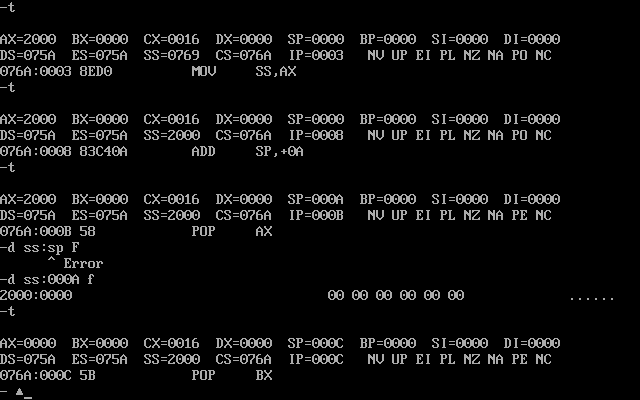 -t
AX=2000  BX=0000  CX=0016  DX=0000  SP=0000  BP=0000  SI=0000  DI=0000
DS=075A  ES=075A  SS=0769  CS=076A  IP=0003   NV UP EI PL NZ NA PO NC
076A:0003 8ED0          MOV     SS,AX
-t
AX=2000  BX=0000  CX=0016  DX=0000  SP=0000  BP=0000  SI=0000  DI=0000
DS=075A  ES=075A  SS=2000  CS=076A  IP=0008   NV UP EI PL NZ NA PO NC
076A:0008 83C40A        ADD     SP,+0A
-t
AX=2000  BX=0000  CX=0016  DX=0000  SP=000A  BP=0000  SI=0000  DI=0000
DS=075A  ES=075A  SS=2000  CS=076A  IP=000B   NV UP EI PL NZ NA PE NC
076A:000B 58            POP     AX
-d ss:sp F
      ^ Error
-d ss:000A f
2000:0000                                00 00 00 00 00 00             ......
-t
AX=0000  BX=0000  CX=0016  DX=0000  SP=000C  BP=0000  SI=0000  DI=0000
DS=075A  ES=075A  SS=2000  CS=076A  IP=000C   NV UP EI PL NZ NA PE NC
076A:000C 5B            POP     BX
- ▲_